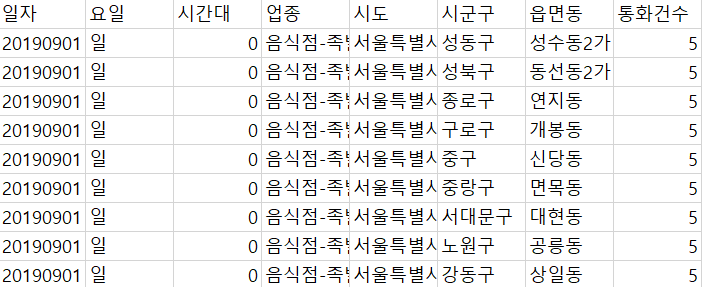 일자 요일 시간대 업종 시도 시군구 읍면동 통화건수
20190901 일 0 음식점-족 서울특별시 성동구 성수동2가 5
20190901 일 0 음식점-족 서울특별시 성북구 동선동2가 5
20190901 일 0 음식점-족 서울특별시 종로구 연지동 5
20190901 일 0 음식점-족 서울특별시 구로구 개봉동 5
20190901 일 0 음식점-족 서울특별시 중구 신당동 5
20190901 일 0 음식점-족 서울특별시 중랑구 면목동 5
20190901 일 0 음식점-족 서울특별시 서대문구 대현동 5
20190901 일 0 음식점-족 서울특별시 노원구 공릉동 5
20190901 일 0 음식점-족 서울특별시 강동구 상일동 5